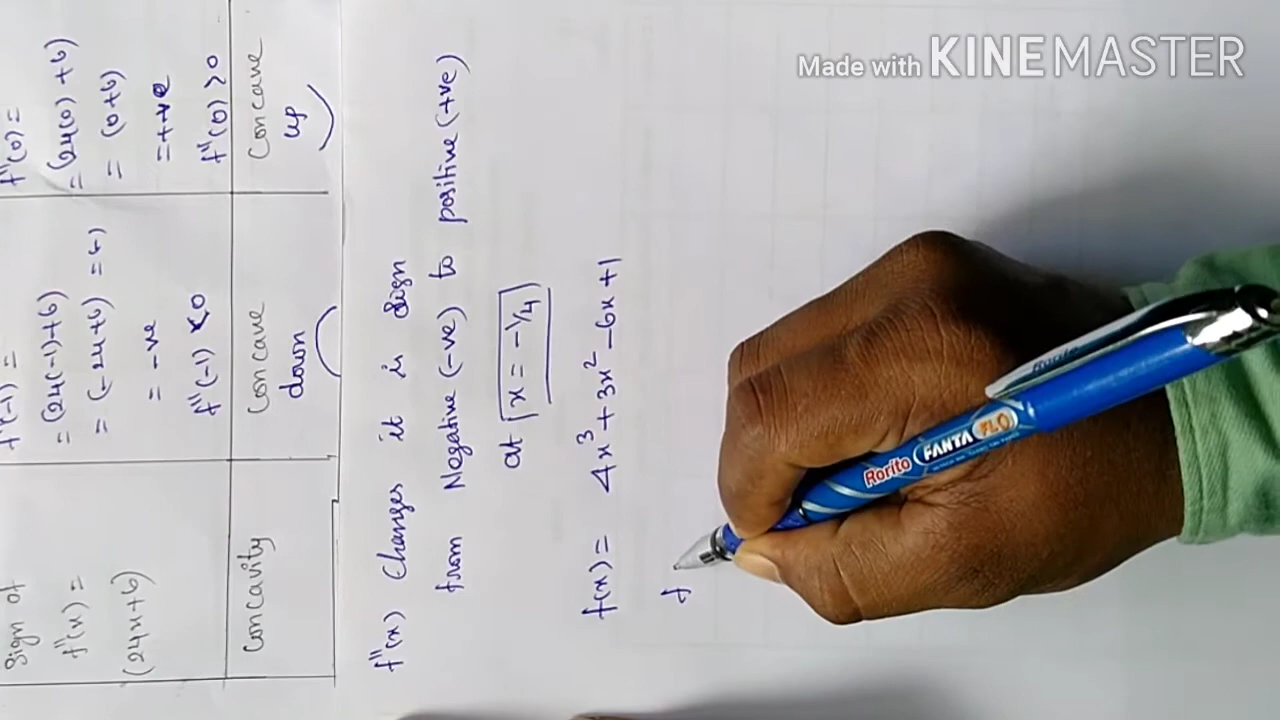 Sign of
f''(x) =
(24x+6)
f''(-1) =
= (24(-1)+6)
= (-24+6) =
= -ve
f''(-1) < 0
f''(0) =
= (24(0)+6)
= (0+6)
= +ve
f''(0) > 0
Concavity
Concave
down
Concave
up
f''(x) changes it is sign
from Negative (-ve) to positive (+ve)
at x = -1/4
f(x) = 4x³ + 3x² - 6x + 1
f
Made with KINEMASTER
Rorito FANTA FLO